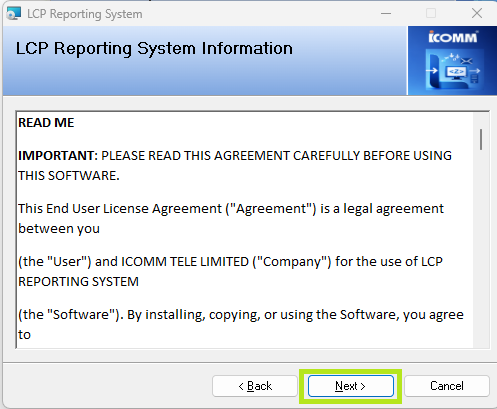 LCP Reporting System
LCP Reporting System Information
iCOMM
<Z>
READ ME
IMPORTANT: PLEASE READ THIS AGREEMENT CAREFULLY BEFORE USING
THIS SOFTWARE.
This End User License Agreement ("Agreement") is a legal agreement
between you
(the "User") and ICOMM TELE LIMITED ("Company") for the use of LCP
REPORTING SYSTEM
(the "Software"). By installing, copying, or using the Software, you agree
to
< Back
Next >
Cancel